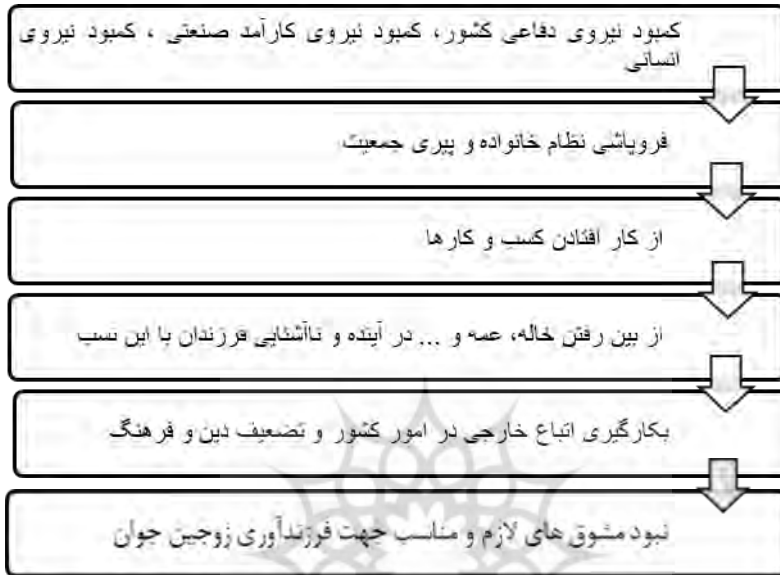 کمبود نیروی دفاعی کشور، کمبود نیروی کارآمد صنعتی ، کمبود نیروی
انسانی
فروپاشی نظام خانواده و پیری جمعیت
از کار افتادن کسب و کارها
از بین رفتن خاله، عمه و ... در آینده و ناآشنایی فرزندان با این نسب
بکارگیری اتباع خارجی در امور کشور و تضعیف دین و فرهنگ
نبود مشوق های لازم و مناسب جهت فرزندآوری زوجین جوان